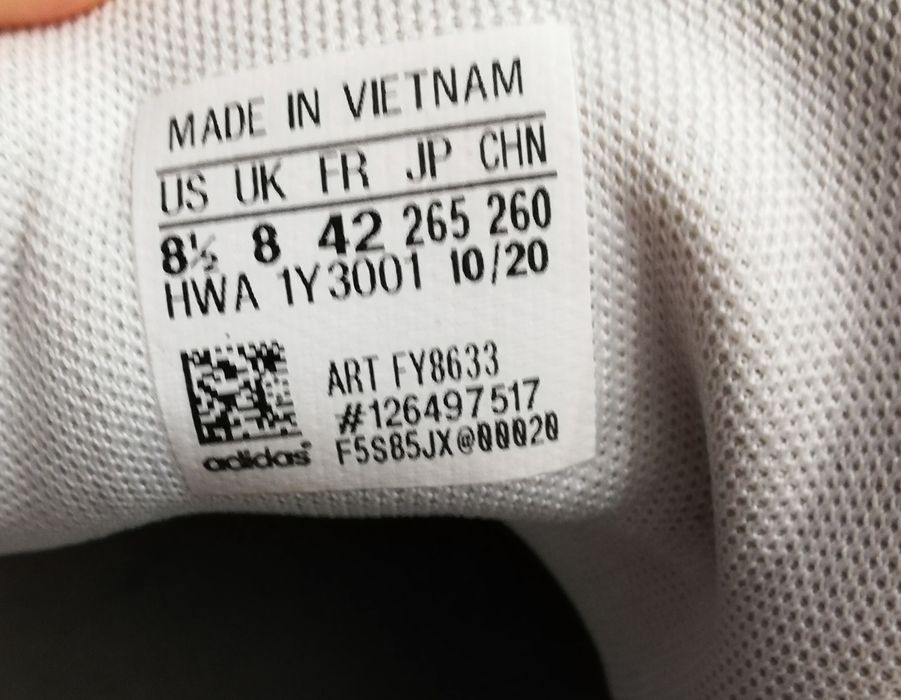 MADE IN VIETNAM
US UK FR JP CHN
8½ 8 42 265 260
HWA 1Y3001 10/20
ART FY8633
#126497517
F5S85JX@00020
adidas